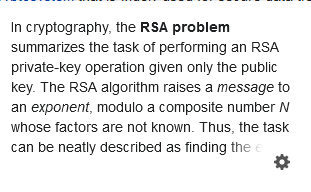 In cryptography, the RSA problem
summarizes the task of performing an RSA
private-key operation given only the public
key. The RSA algorithm raises a message to
an exponent, modulo a composite number N
whose factors are not known. Thus, the task
can be neatly described as finding the